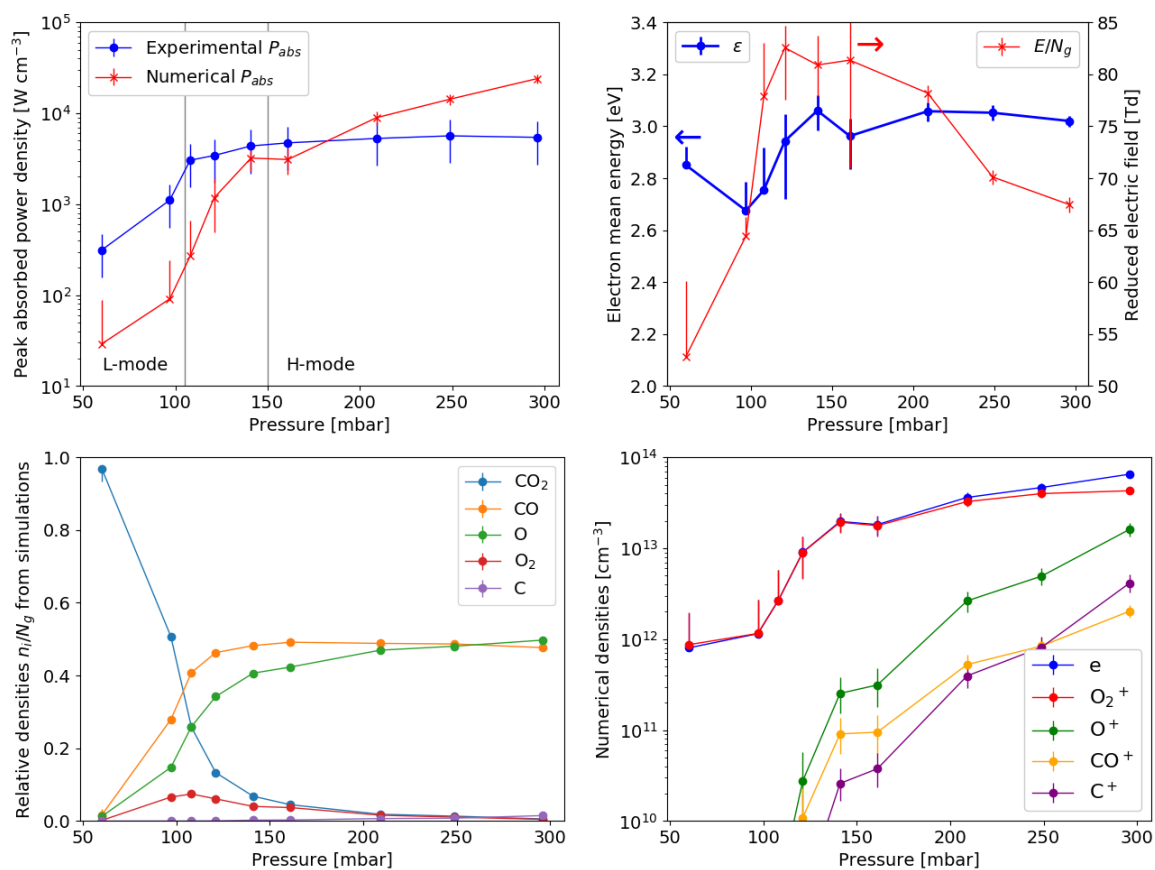 Peak absorbed power density [W cm⁻³]
10⁵
10⁴
10³
10²
10¹
Experimental P_abs
Numerical P_abs
L-mode
H-mode
50 100 150 200 250 300
Pressure [mbar]
Electron mean energy [eV]
3.4
3.2
3.0
2.8
2.6
2.4
2.2
2.0
ε
→
E/N_g
←
85
80
75
70
65
60
55
50
Reduced electric field [Td]
50 100 150 200 250 300
Pressure [mbar]
Relative densities n_i/N_g from simulations
1.0
0.8
0.6
0.4
0.2
0.0
CO₂
CO
O
O₂
C
50 100 150 200 250 300
Pressure [mbar]
Numerical densities [cm⁻³]
10¹⁴
10¹³
10¹²
10¹¹
10¹⁰
e
O₂⁺
O⁺
CO⁺
C⁺
50 100 150 200 250 300
Pressure [mbar]